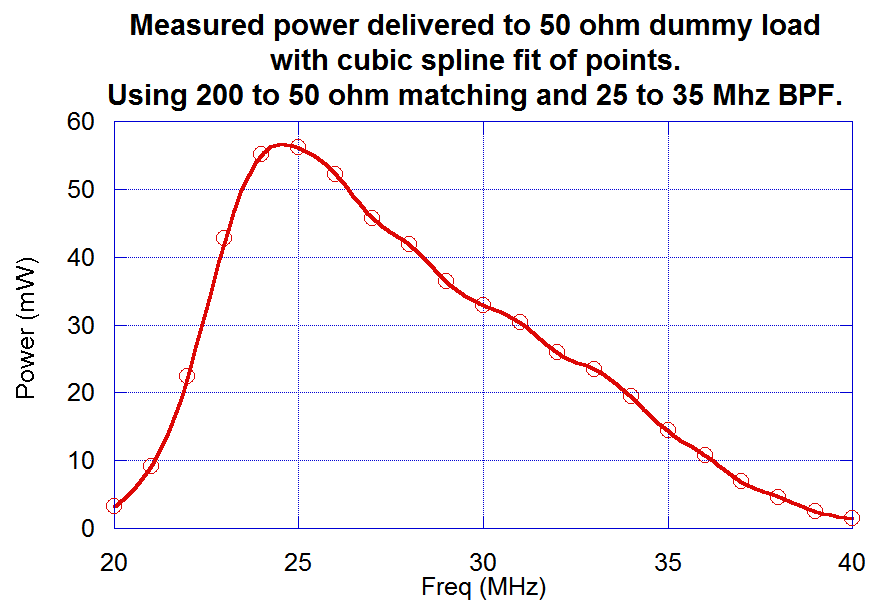 Measured power delivered to 50 ohm dummy load
with cubic spline fit of points.
Using 200 to 50 ohm matching and 25 to 35 Mhz BPF.
60
50
40
30
20
10
0
Power (mW)
20
25
30
35
40
Freq (MHz)